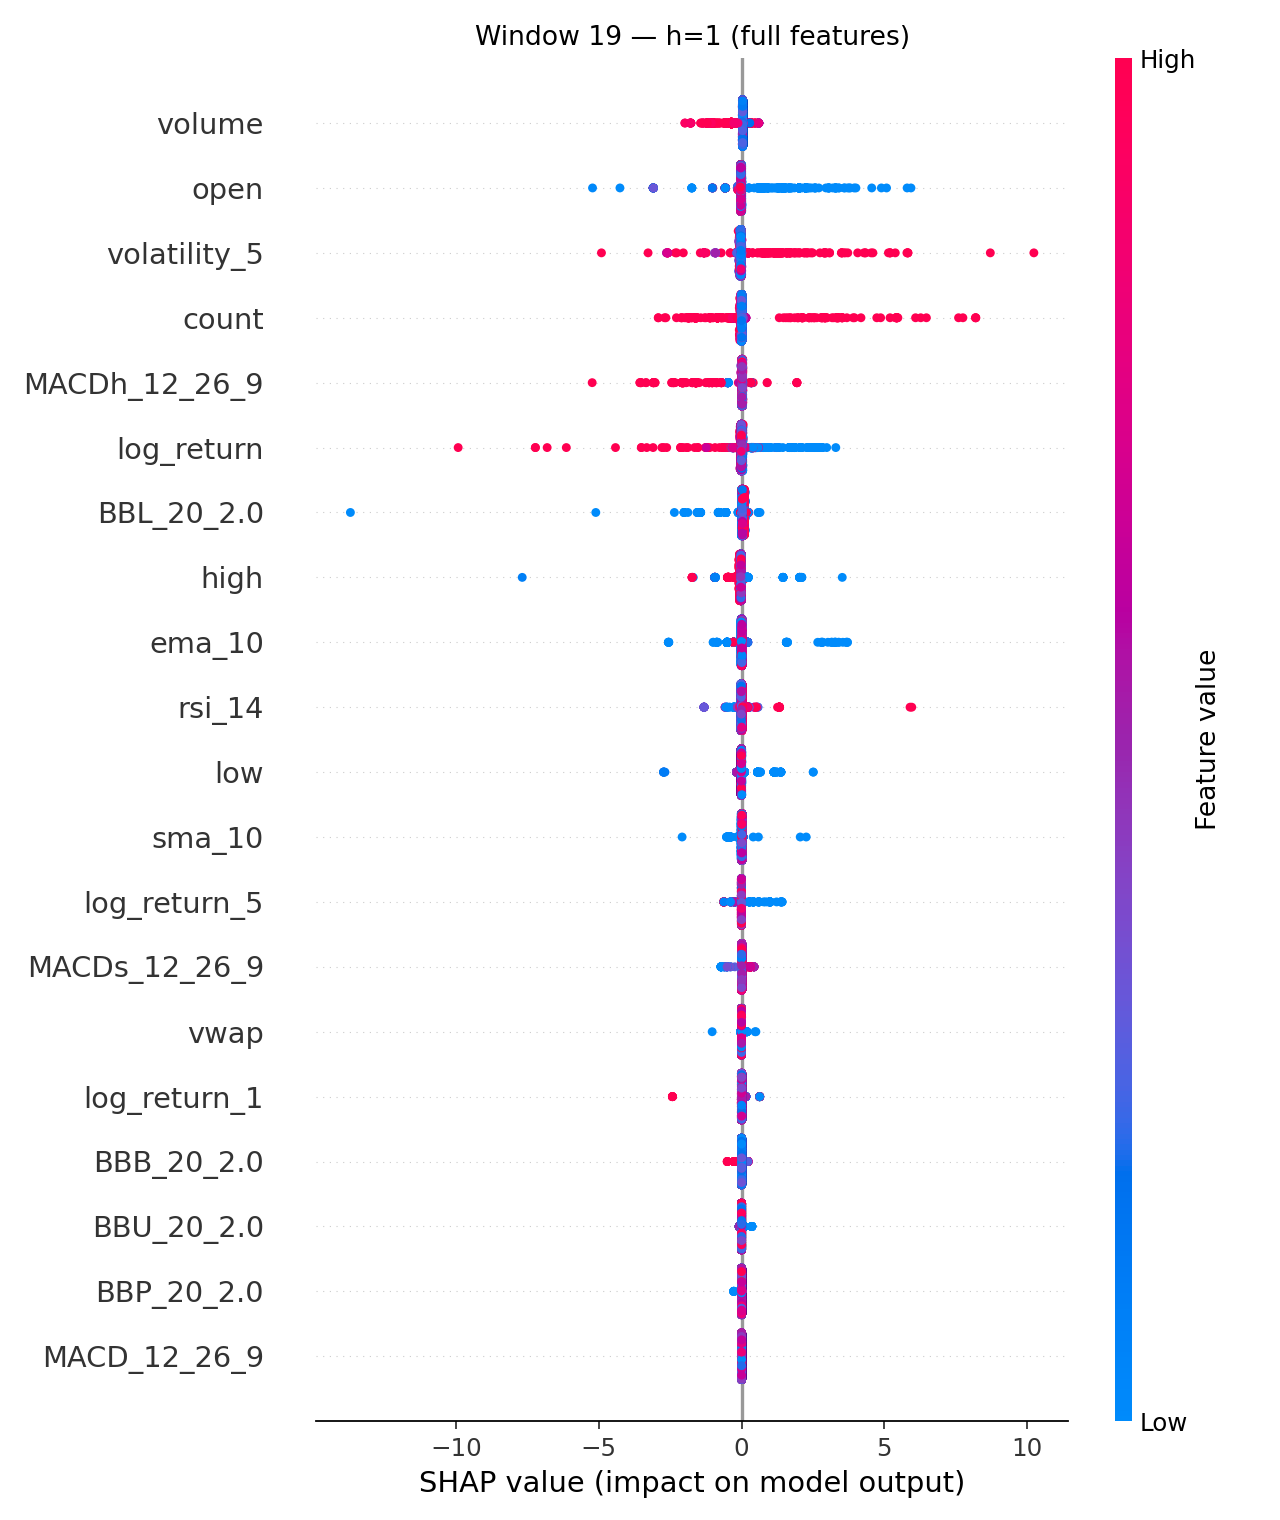 Window 19 — h=1 (full features)
High
volume
open
volatility_5
count
MACDh_12_26_9
log_return
BBL_20_2.0
high
ema_10
rsi_14
low
sma_10
log_return_5
MACDs_12_26_9
vwap
log_return_1
BBB_20_2.0
BBU_20_2.0
BBP_20_2.0
MACD_12_26_9
Feature value
Low
−10 −5 0 5 10
SHAP value (impact on model output)